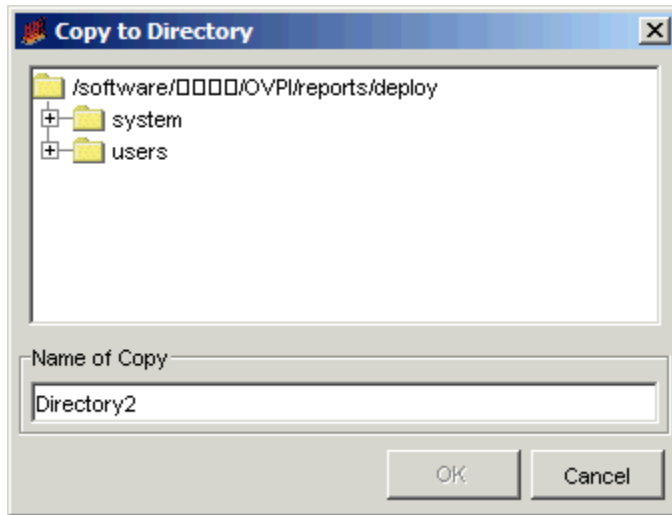 Copy to Directory
/software/□□□□/OVPI/reports/deploy
system
users
Name of Copy
Directory2
OK
Cancel